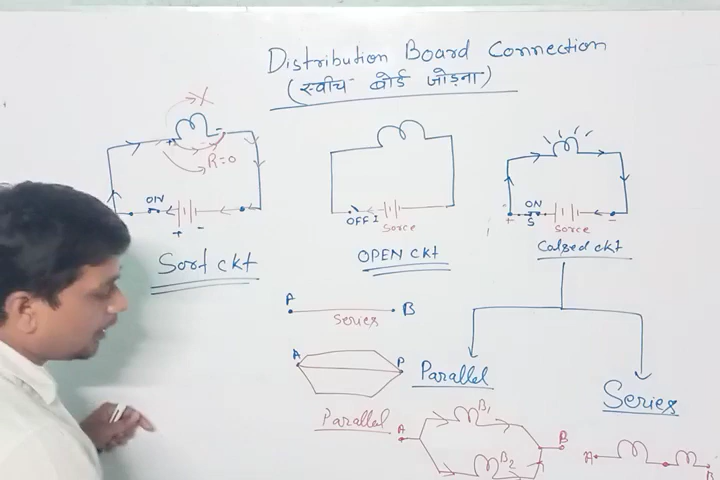 Distribution Board Connection
(स्वीच बोर्ड जोड़ना)
R=0
ON
+ -
Sort ckt
OFF
Sorce
OPEN ckt
ON
S
+ -
Sorce
Colsed ckt
A B
Series
A P
Parallel
Parallel
Series
A B1 B2 B
A B